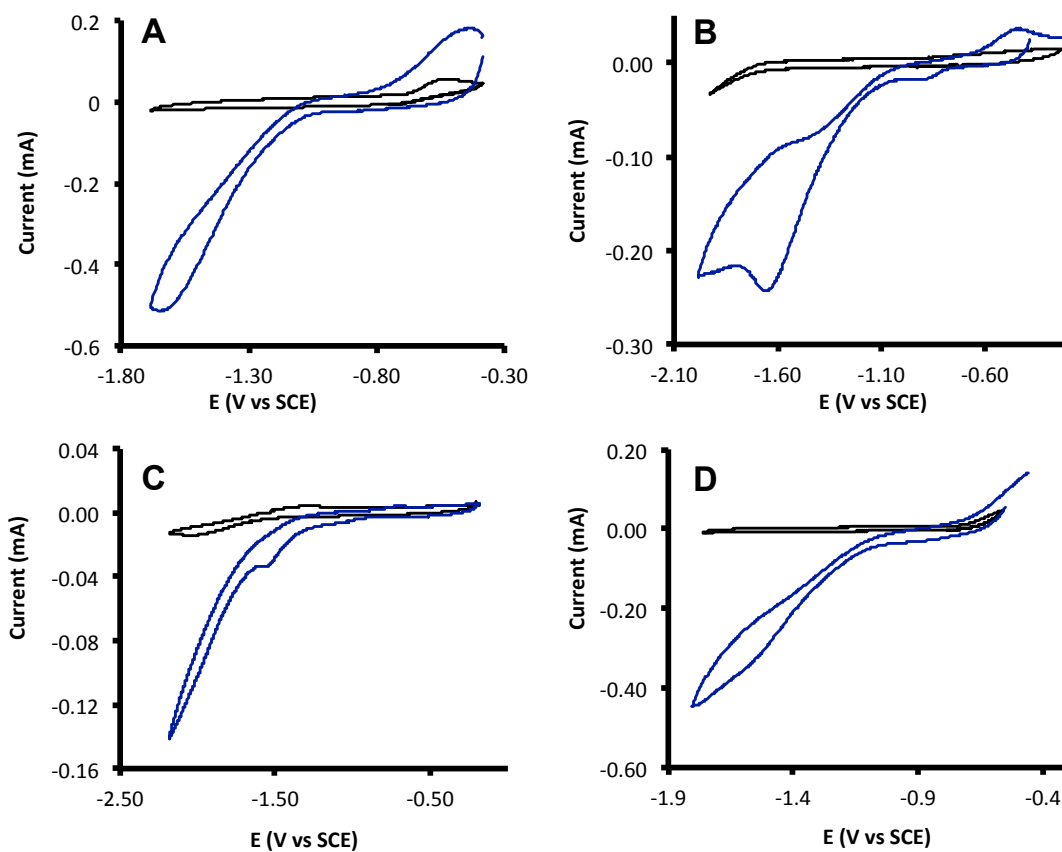 A
0.2
0
-0.2
-0.4
-0.6
Current (mA)
-1.80
-1.30
-0.80
-0.30
E (V vs SCE)
B
0.00
-0.10
-0.20
-0.30
Current (mA)
-2.10
-1.60
-1.10
-0.60
E (V vs SCE)
C
0.04
0.00
-0.04
-0.08
-0.12
-0.16
Current (mA)
-2.50
-1.50
-0.50
E (V vs SCE)
D
0.20
0.00
-0.20
-0.40
-0.60
Current (mA)
-1.9
-1.4
-0.9
-0.4
E (V vs SCE)